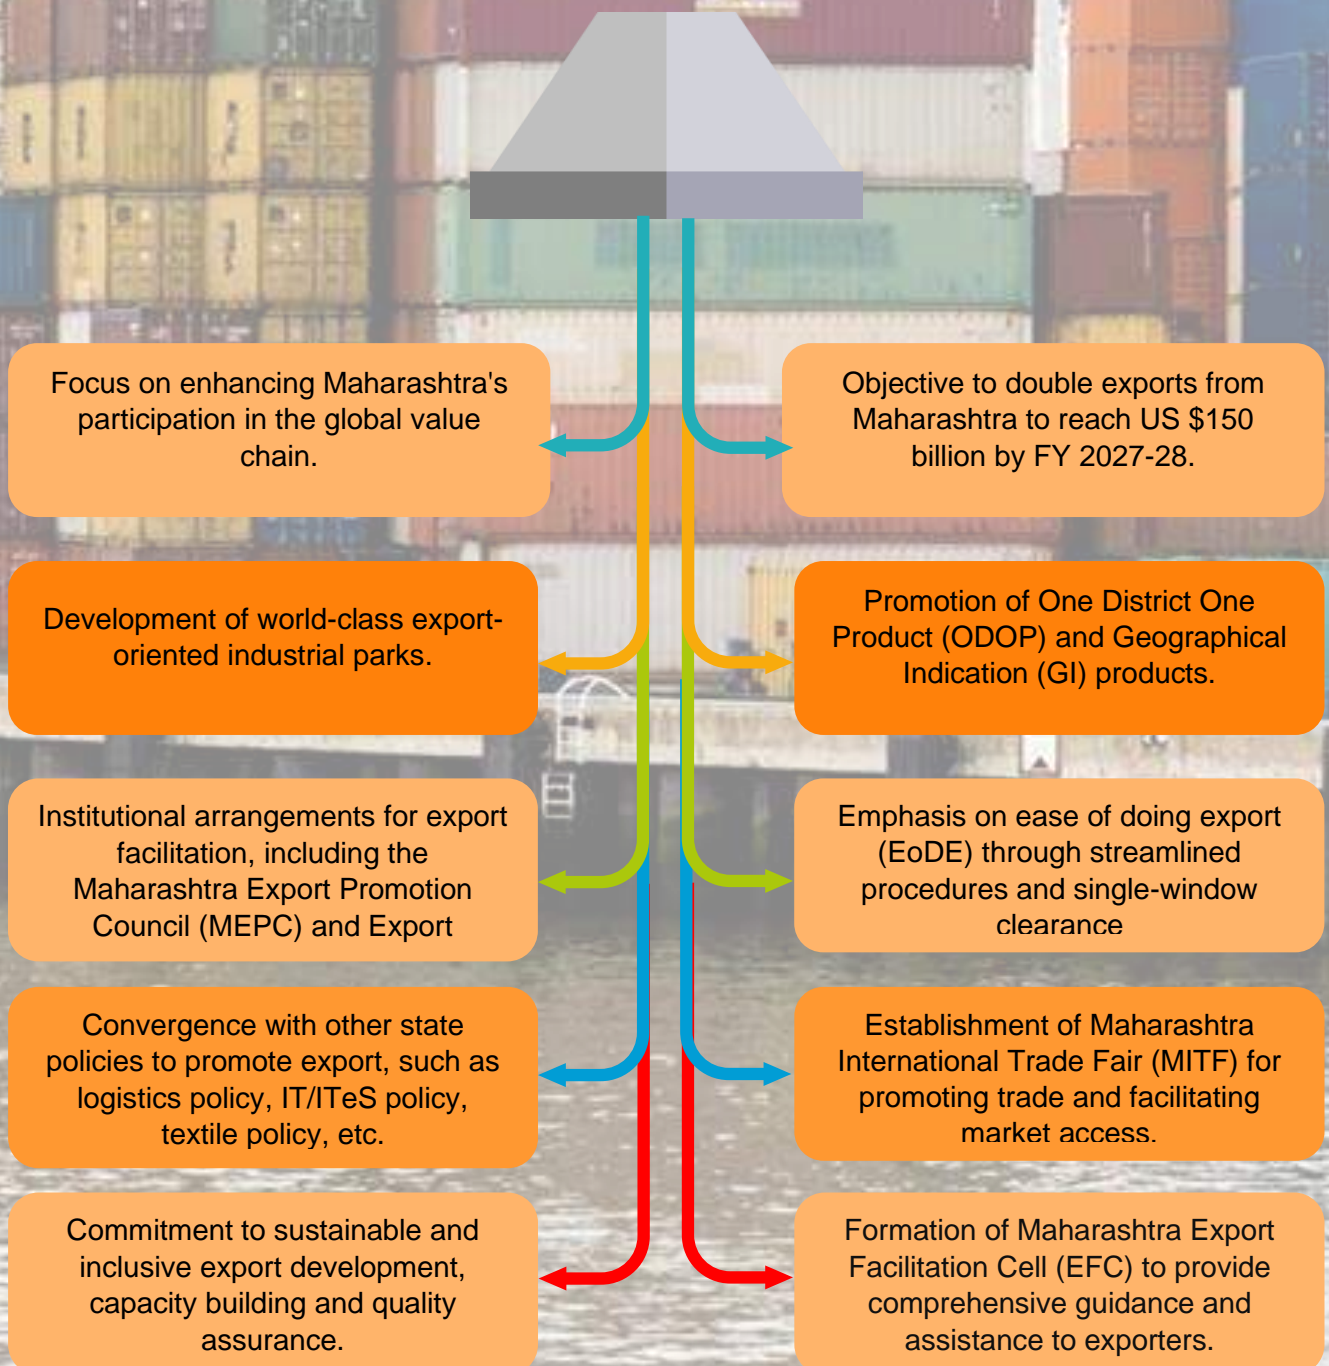 Focus on enhancing Maharashtra's
participation in the global value
chain.
Objective to double exports from
Maharashtra to reach US $150
billion by FY 2027-28.
Development of world-class export-
oriented industrial parks.
Promotion of One District One
Product (ODOP) and Geographical
Indication (GI) products.
Institutional arrangements for export
facilitation, including the
Maharashtra Export Promotion
Council (MEPC) and Export
Emphasis on ease of doing export
(EoDE) through streamlined
procedures and single-window
clearance
Convergence with other state
policies to promote export, such as
logistics policy, IT/ITeS policy,
textile policy, etc.
Establishment of Maharashtra
International Trade Fair (MITF) for
promoting trade and facilitating
market access.
Commitment to sustainable and
inclusive export development,
capacity building and quality
assurance.
Formation of Maharashtra Export
Facilitation Cell (EFC) to provide
comprehensive guidance and
assistance to exporters.